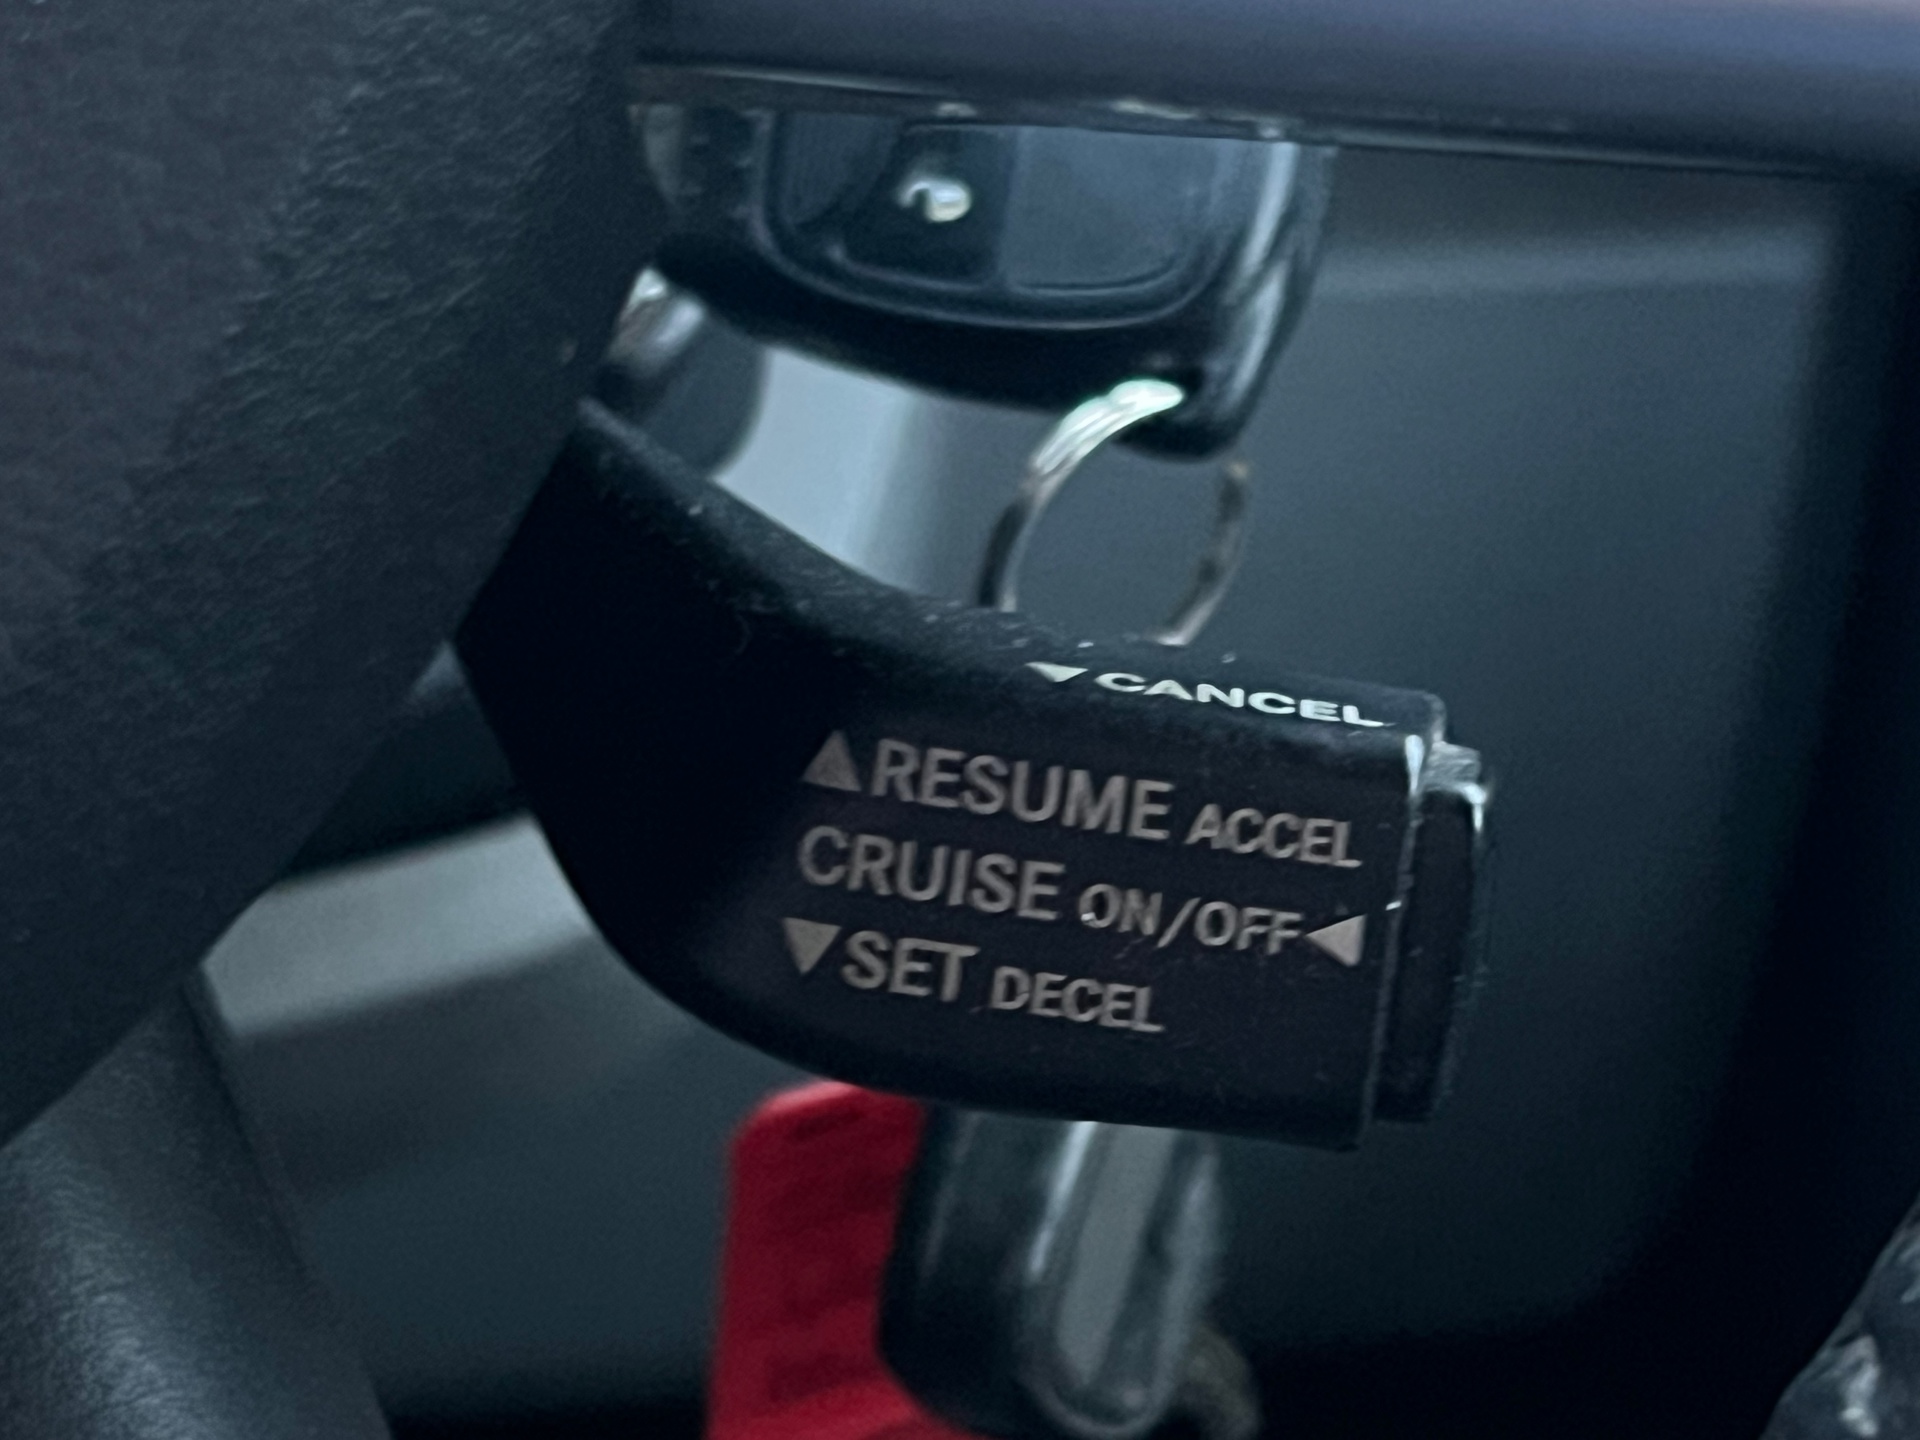 ▼CANCEL
▲RESUME ACCEL
CRUISE ON/OFF◀
▼SET DECEL